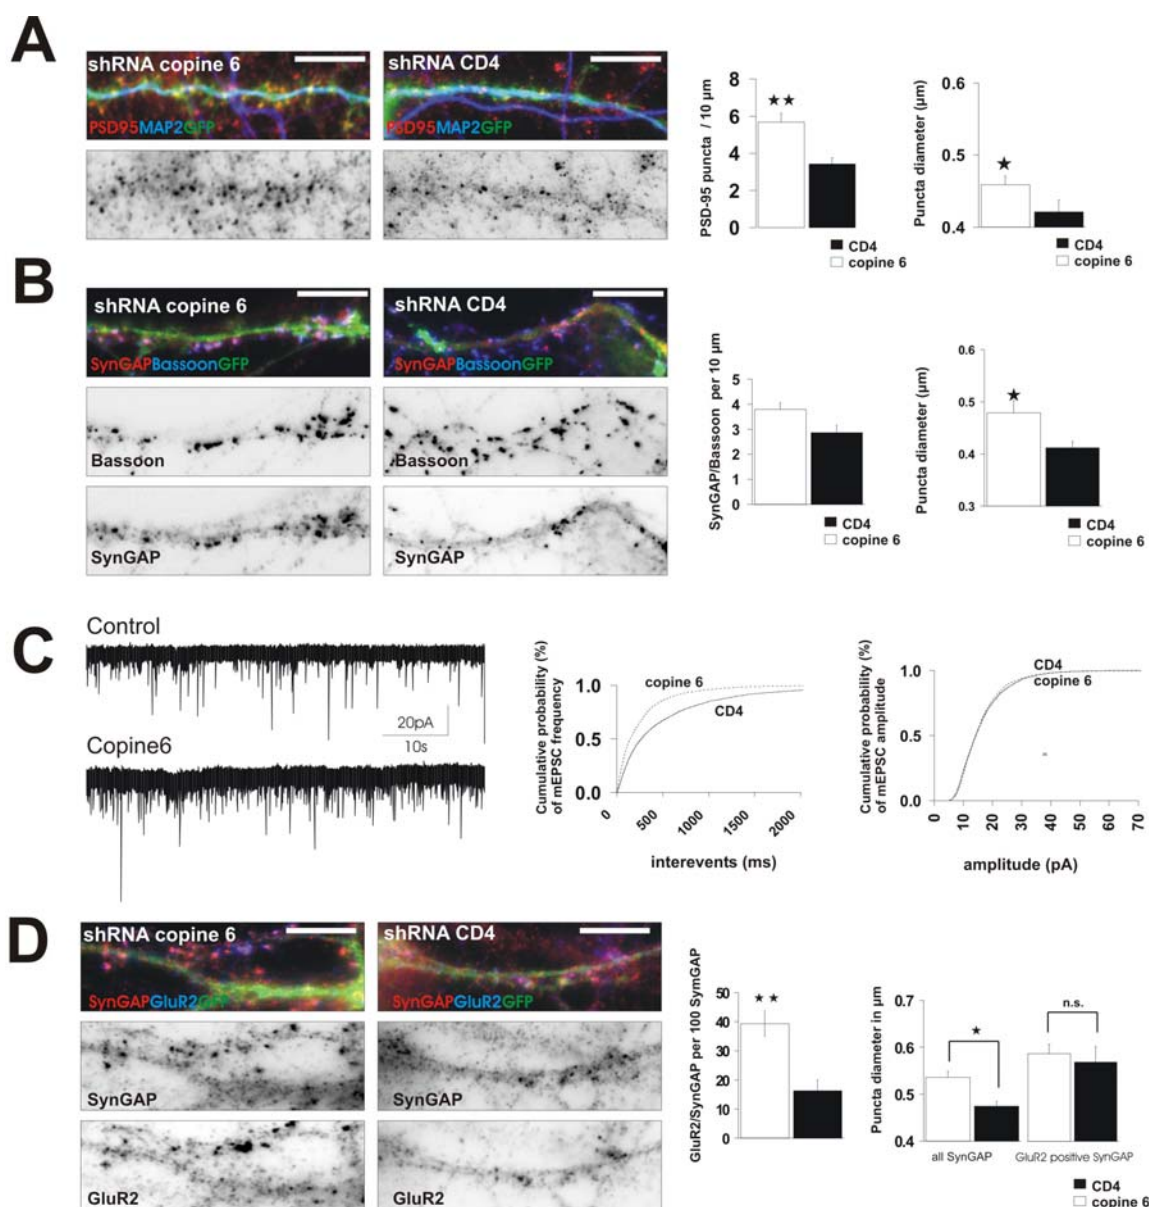 A
shRNA copine 6
PSD95MAP2GFP
shRNA CD4
PSD95MAP2GFP
PSD-95 puncta / 10 µm
8
6
4
2
0
★★
CD4
copine 6
Puncta diameter (µm)
0.6
0.5
0.4
★
CD4
copine 6
B
shRNA copine 6
SynGAPBassoonGFP
Bassoon
SynGAP
shRNA CD4
SynGAPBassoonGFP
Bassoon
SynGAP
SynGAP/Bassoon per 10 µm
5
4
3
2
1
0
CD4
copine 6
Puncta diameter (µm)
0.6
0.5
0.4
0.3
★
CD4
copine 6
C
Control
20pA
10s
Copine6
Cumulative probability (%)
of mEPSC frequency
1.0
0.5
0.0
copine 6
CD4
0
500
1000
1500
2000
interevents (ms)
Cumulative probability
of mEPSC amplitude
1.0
0.5
0.0
CD4
copine 6
0
10
20
30
40
50
60
70
amplitude (pA)
D
shRNA copine 6
SynGAPGluR2GFP
SynGAP
GluR2
shRNA CD4
SynGAPGluR2GFP
SynGAP
GluR2
GluR2/SynGAP per 100 SymGAP
50
40
30
20
10
0
★★
Puncta diameter in µm
0.7
0.6
0.5
0.4
★
n.s.
all SynGAP
GluR2 positive SynGAP
CD4
copine 6